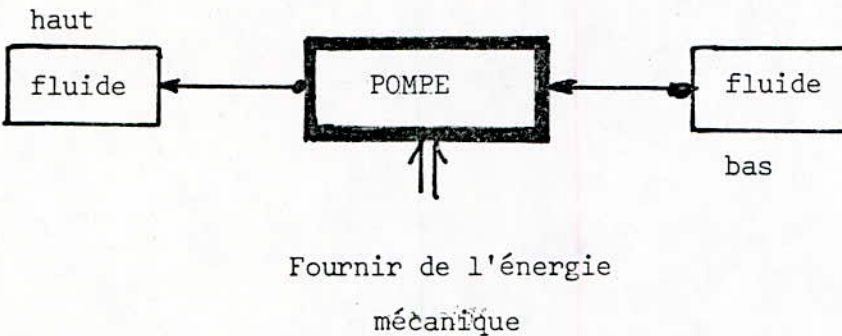 haut
fluide
POMPE
fluide
bas
Fournir de l'énergie
mécanique